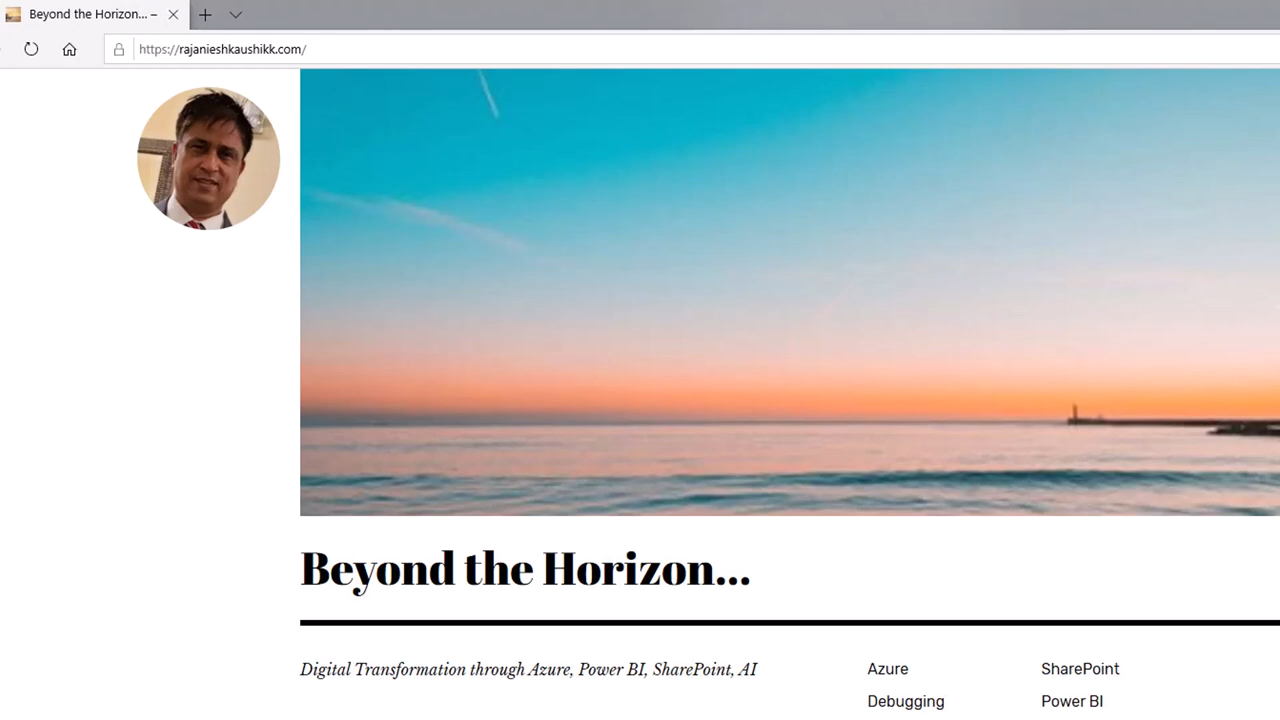 Beyond the Horizon... –
https://rajanieshkaushikk.com/
Beyond the Horizon...
Digital Transformation through Azure, Power BI, SharePoint, AI
Azure
SharePoint
Debugging
Power BI